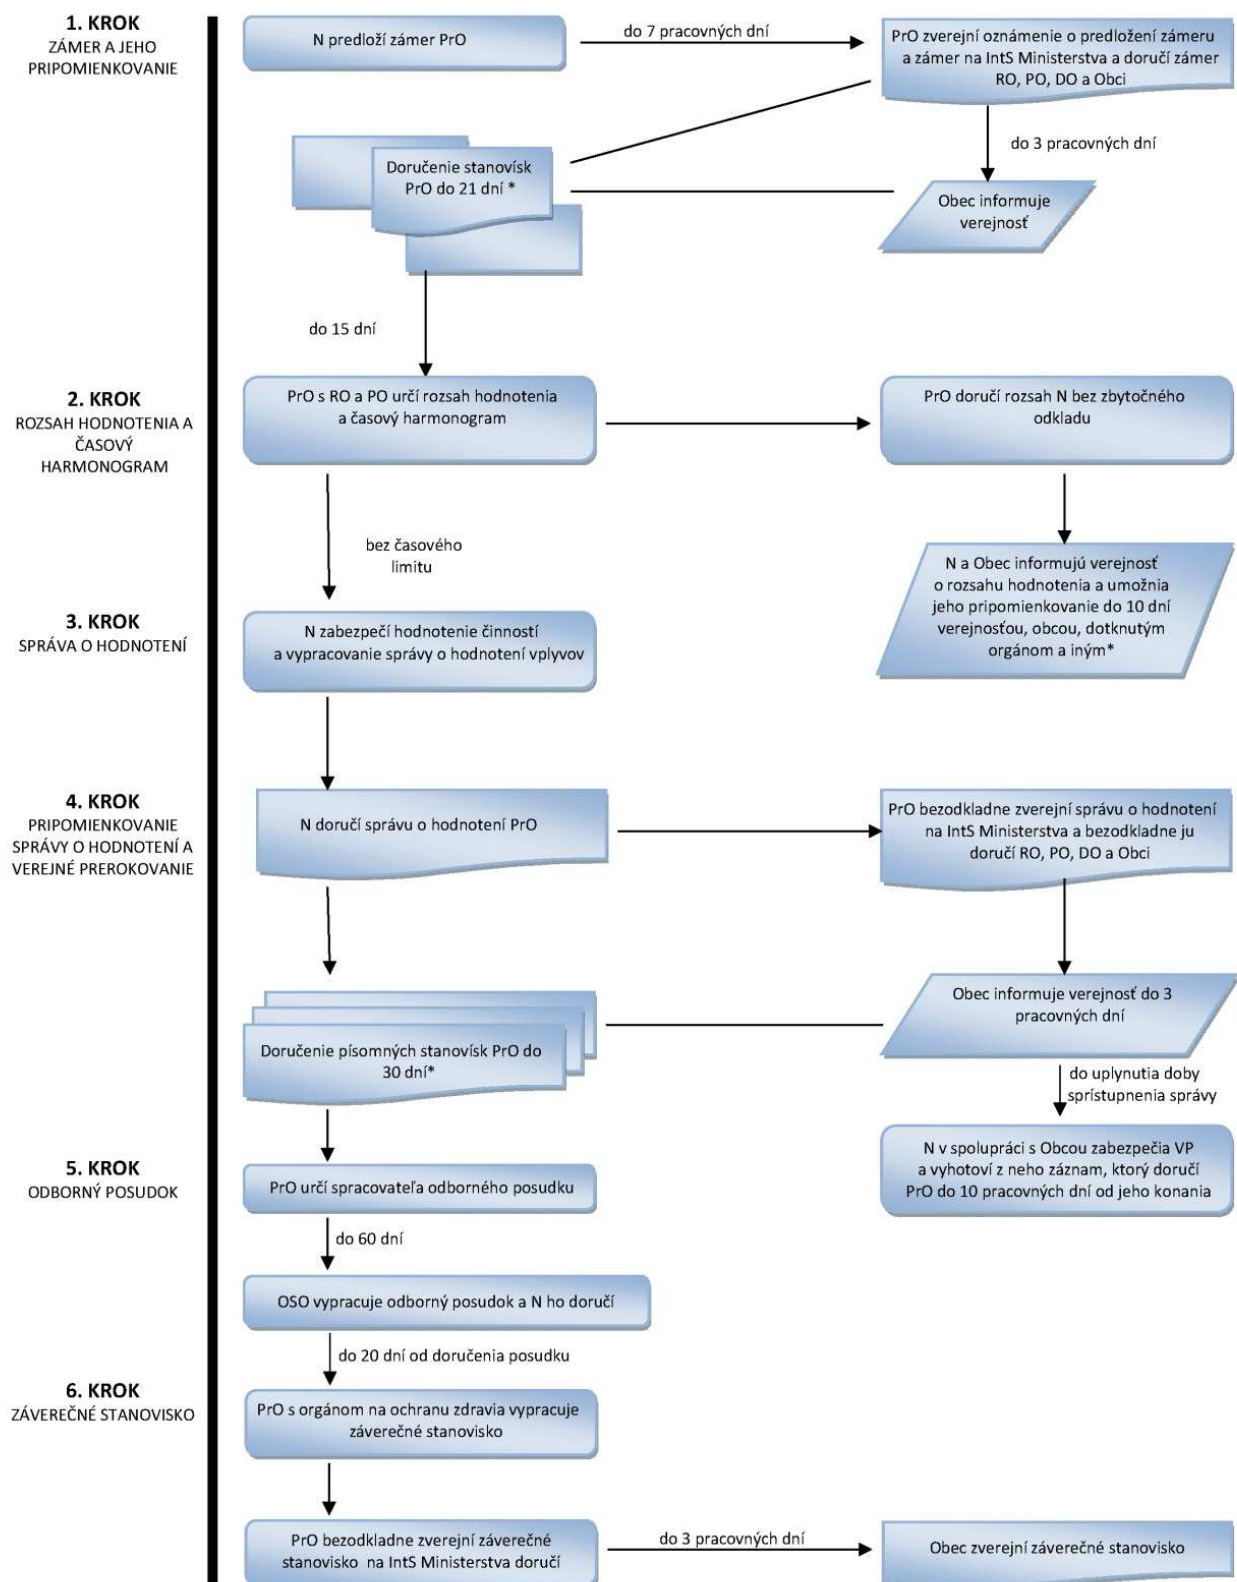 1. KROK
ZÁMER A JEHO
PRIPOMIENKOVANIE
N predloží zámer PrO
do 7 pracovných dní
PrO zverejní oznámenie o predložení zámeru
a zámer na IntS Ministerstva a doručí zámer
RO, PO, DO a Obci
do 3 pracovných dní
Doručenie stanovísk
PrO do 21 dní *
Obec informuje
verejnosť
do 15 dní
2. KROK
ROZSAH HODNOTENIA A
ČASOVÝ
HARMONOGRAM
PrO s RO a PO určí rozsah hodnotenia
a časový harmonogram
PrO doručí rozsah N bez zbytočného
odkladu
bez časového
limitu
N a Obec informujú verejnosť
o rozsahu hodnotenia a umožnia
jeho pripomienkovanie do 10 dní
verejnosťou, obcou, dotknutým
orgánom a iným*
3. KROK
SPRÁVA O HODNOTENÍ
N zabezpečí hodnotenie činností
a vypracovanie správy o hodnotení vplyvov
4. KROK
PRIPOMIENKOVANIE
SPRÁVY O HODNOTENÍ A
VEREJNÉ PREROKOVANIE
N doručí správu o hodnotení PrO
PrO bezodkladne zverejní správu o hodnotení
na IntS Ministerstva a bezodkladne ju
doručí RO, PO, DO a Obci
Obec informuje verejnosť do 3
pracovných dní
Doručenie písomných stanovísk PrO do
30 dní*
do uplynutia doby
sprístupnenia správy
N v spolupráci s Obcou zabezpečia VP
a vyhotoví z neho záznam, ktorý doručí
PrO do 10 pracovných dní od jeho konania
5. KROK
ODBORNÝ POSUDOK
PrO určí spracovateľa odborného posudku
do 60 dní
OSO vypracuje odborný posudok a N ho doručí
do 20 dní od doručenia posudku
6. KROK
ZÁVEREČNÉ STANOVISKO
PrO s orgánom na ochranu zdravia vypracuje
záverečné stanovisko
PrO bezodkladne zverejní záverečné
stanovisko na IntS Ministerstva doručí
do 3 pracovných dní
Obec zverejní záverečné stanovisko